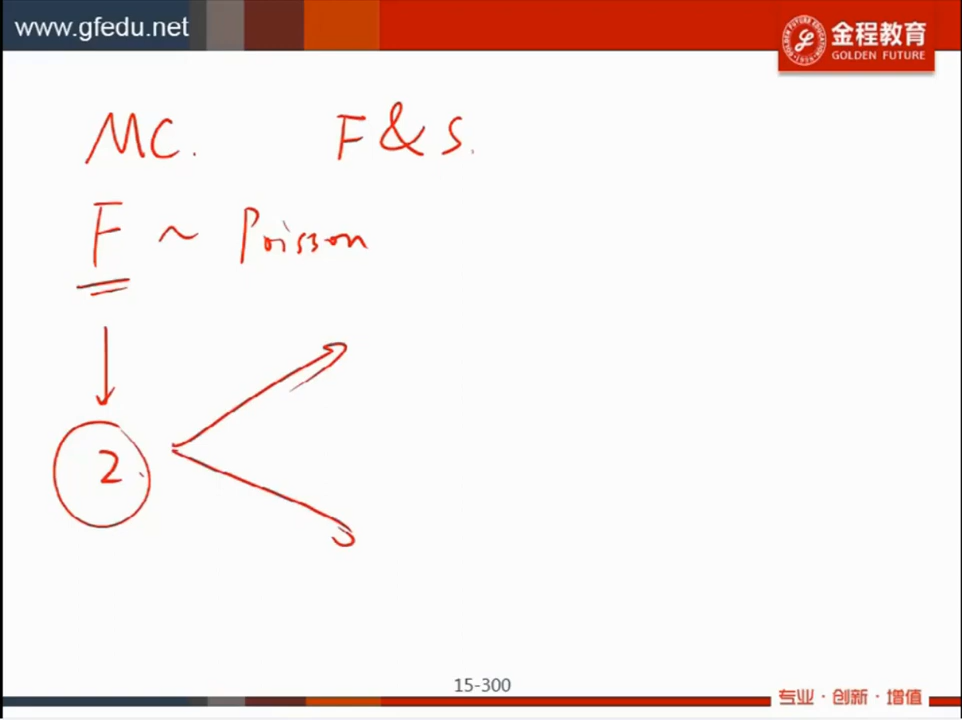 www.gfedu.net
金程教育
GOLDEN FUTURE
MC. F & S.
F ~ Poisson
2
15-300
专业·创新·增值